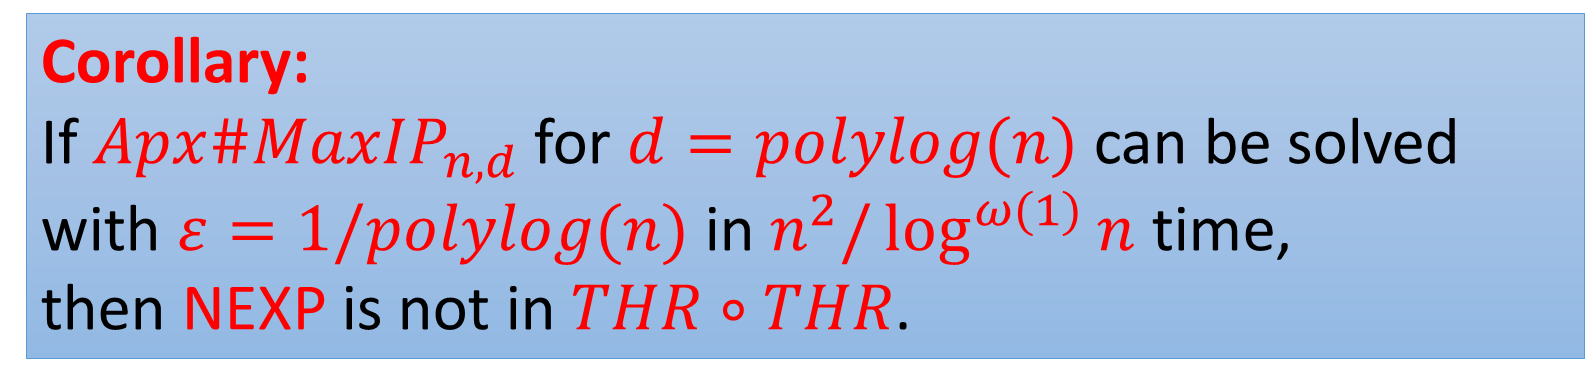 Corollary:
If Apx#MaxIP_{n,d} for d = polylog(n) can be solved
with ε = 1/polylog(n) in n^2/ log^{ω(1)} n time,
then NEXP is not in THR ∘ THR.